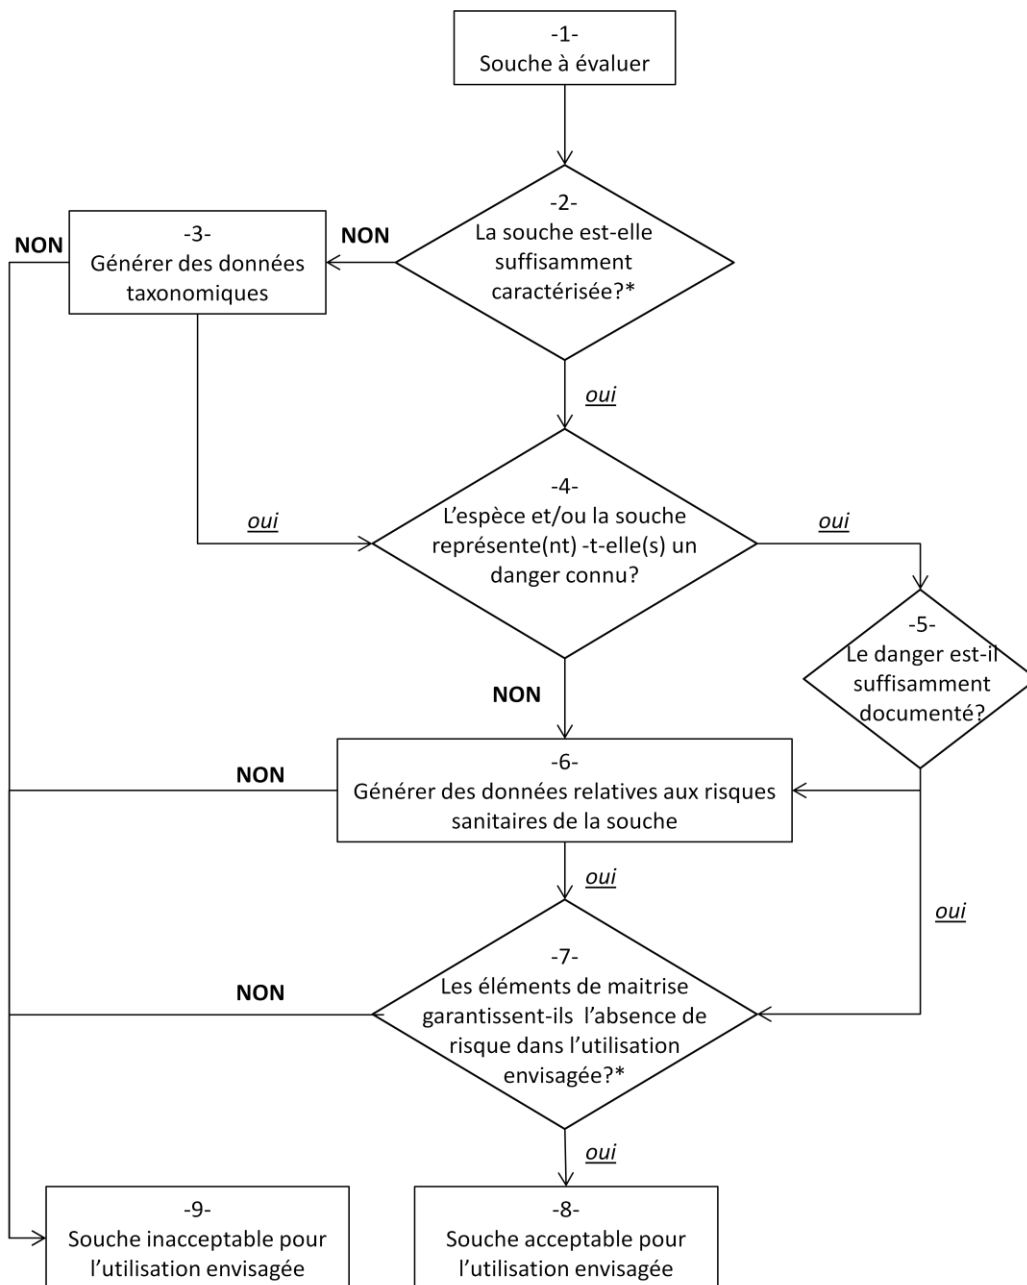 -1-
Souche à évaluer
-2-
La souche est-elle
suffisamment
caractérisée?*
NON
NON
-3-
Générer des données
taxonomiques
oui
-4-
L'espèce et/ou la souche
représente(nt) -t-elle(s) un
danger connu?
oui
oui
-5-
Le danger est-il
suffisamment
documenté?
NON
-6-
Générer des données relatives aux risques
sanitaires de la souche
NON
oui
oui
-7-
Les éléments de maitrise
garantissent-ils l'absence de
risque dans l'utilisation
envisagée?*
NON
oui
-9-
Souche inacceptable pour
l'utilisation envisagée
-8-
Souche acceptable pour
l'utilisation envisagée